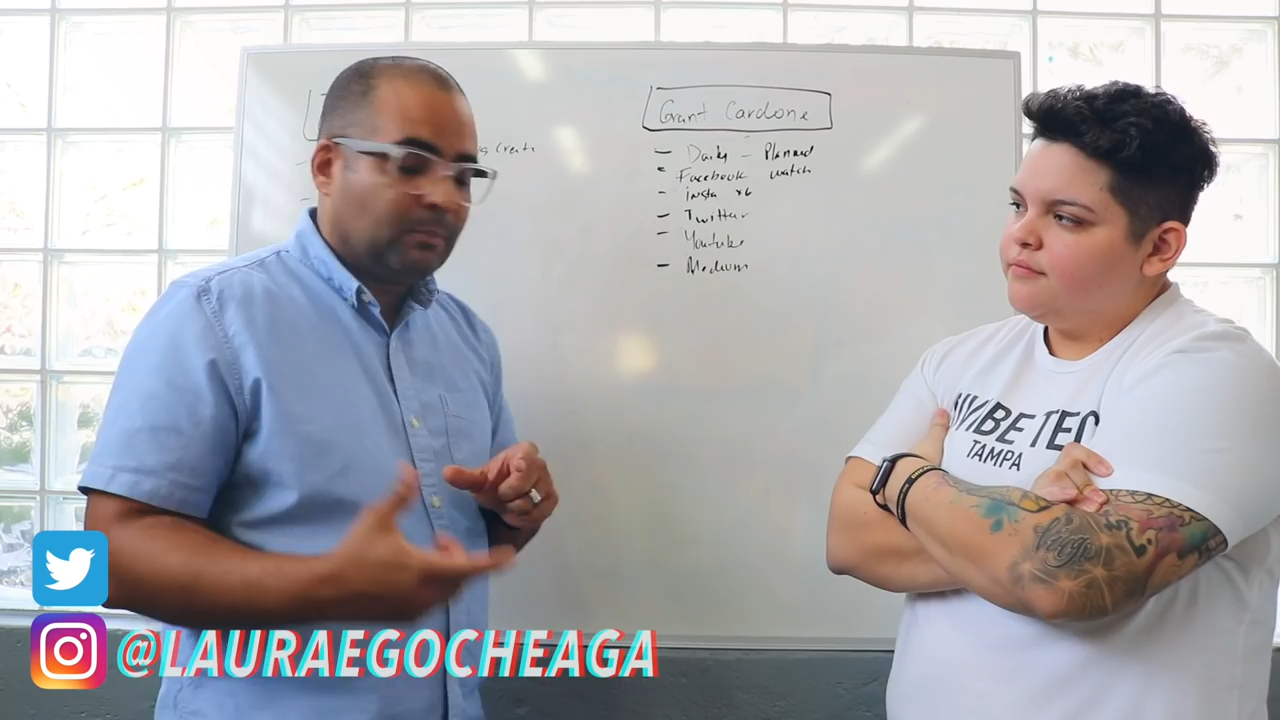 Grant Cardone
– Daily – Planned
– Facebook watch
– insta x6
– Twitter
– Youtube
– Medium
VIBE TEC
TAMPA
@LAURAEGOCHEAGA